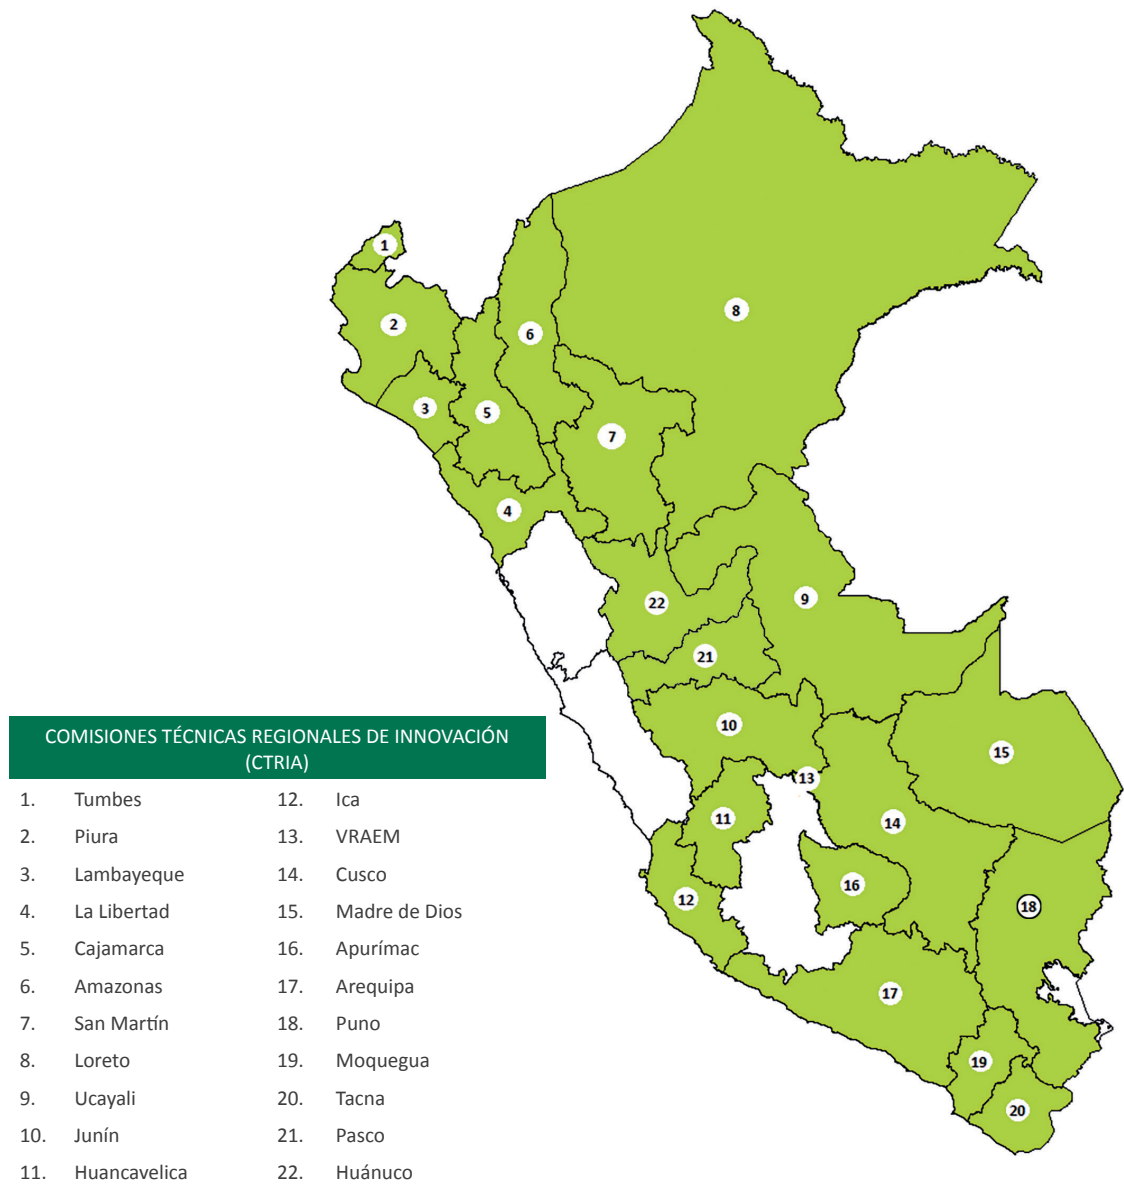 1
2
3
4
5
6
7
8
9
10
11
12
13
14
15
16
17
18
19
20
21
22
COMISIONES TÉCNICAS REGIONALES DE INNOVACIÓN
(CTRIA)
1. Tumbes
2. Piura
3. Lambayeque
4. La Libertad
5. Cajamarca
6. Amazonas
7. San Martín
8. Loreto
9. Ucayali
10. Junín
11. Huancavelica
12. Ica
13. VRAEM
14. Cusco
15. Madre de Dios
16. Apurímac
17. Arequipa
18. Puno
19. Moquegua
20. Tacna
21. Pasco
22. Huánuco